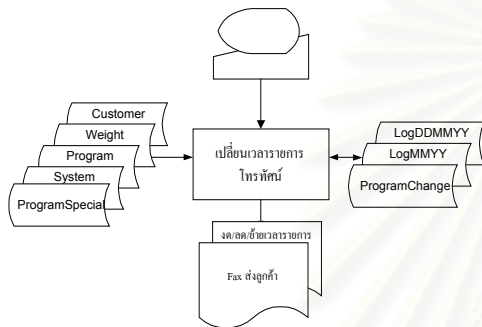 Customer
Weight
Program
System
ProgramSpecial
เปลี่ยนเวลารายการ
โทรทัศน์
LogDDMMYY
LogMMYY
ProgramChange
งด/ลด/ย้ายเวลารายการ
Fax ส่งลูกค้า